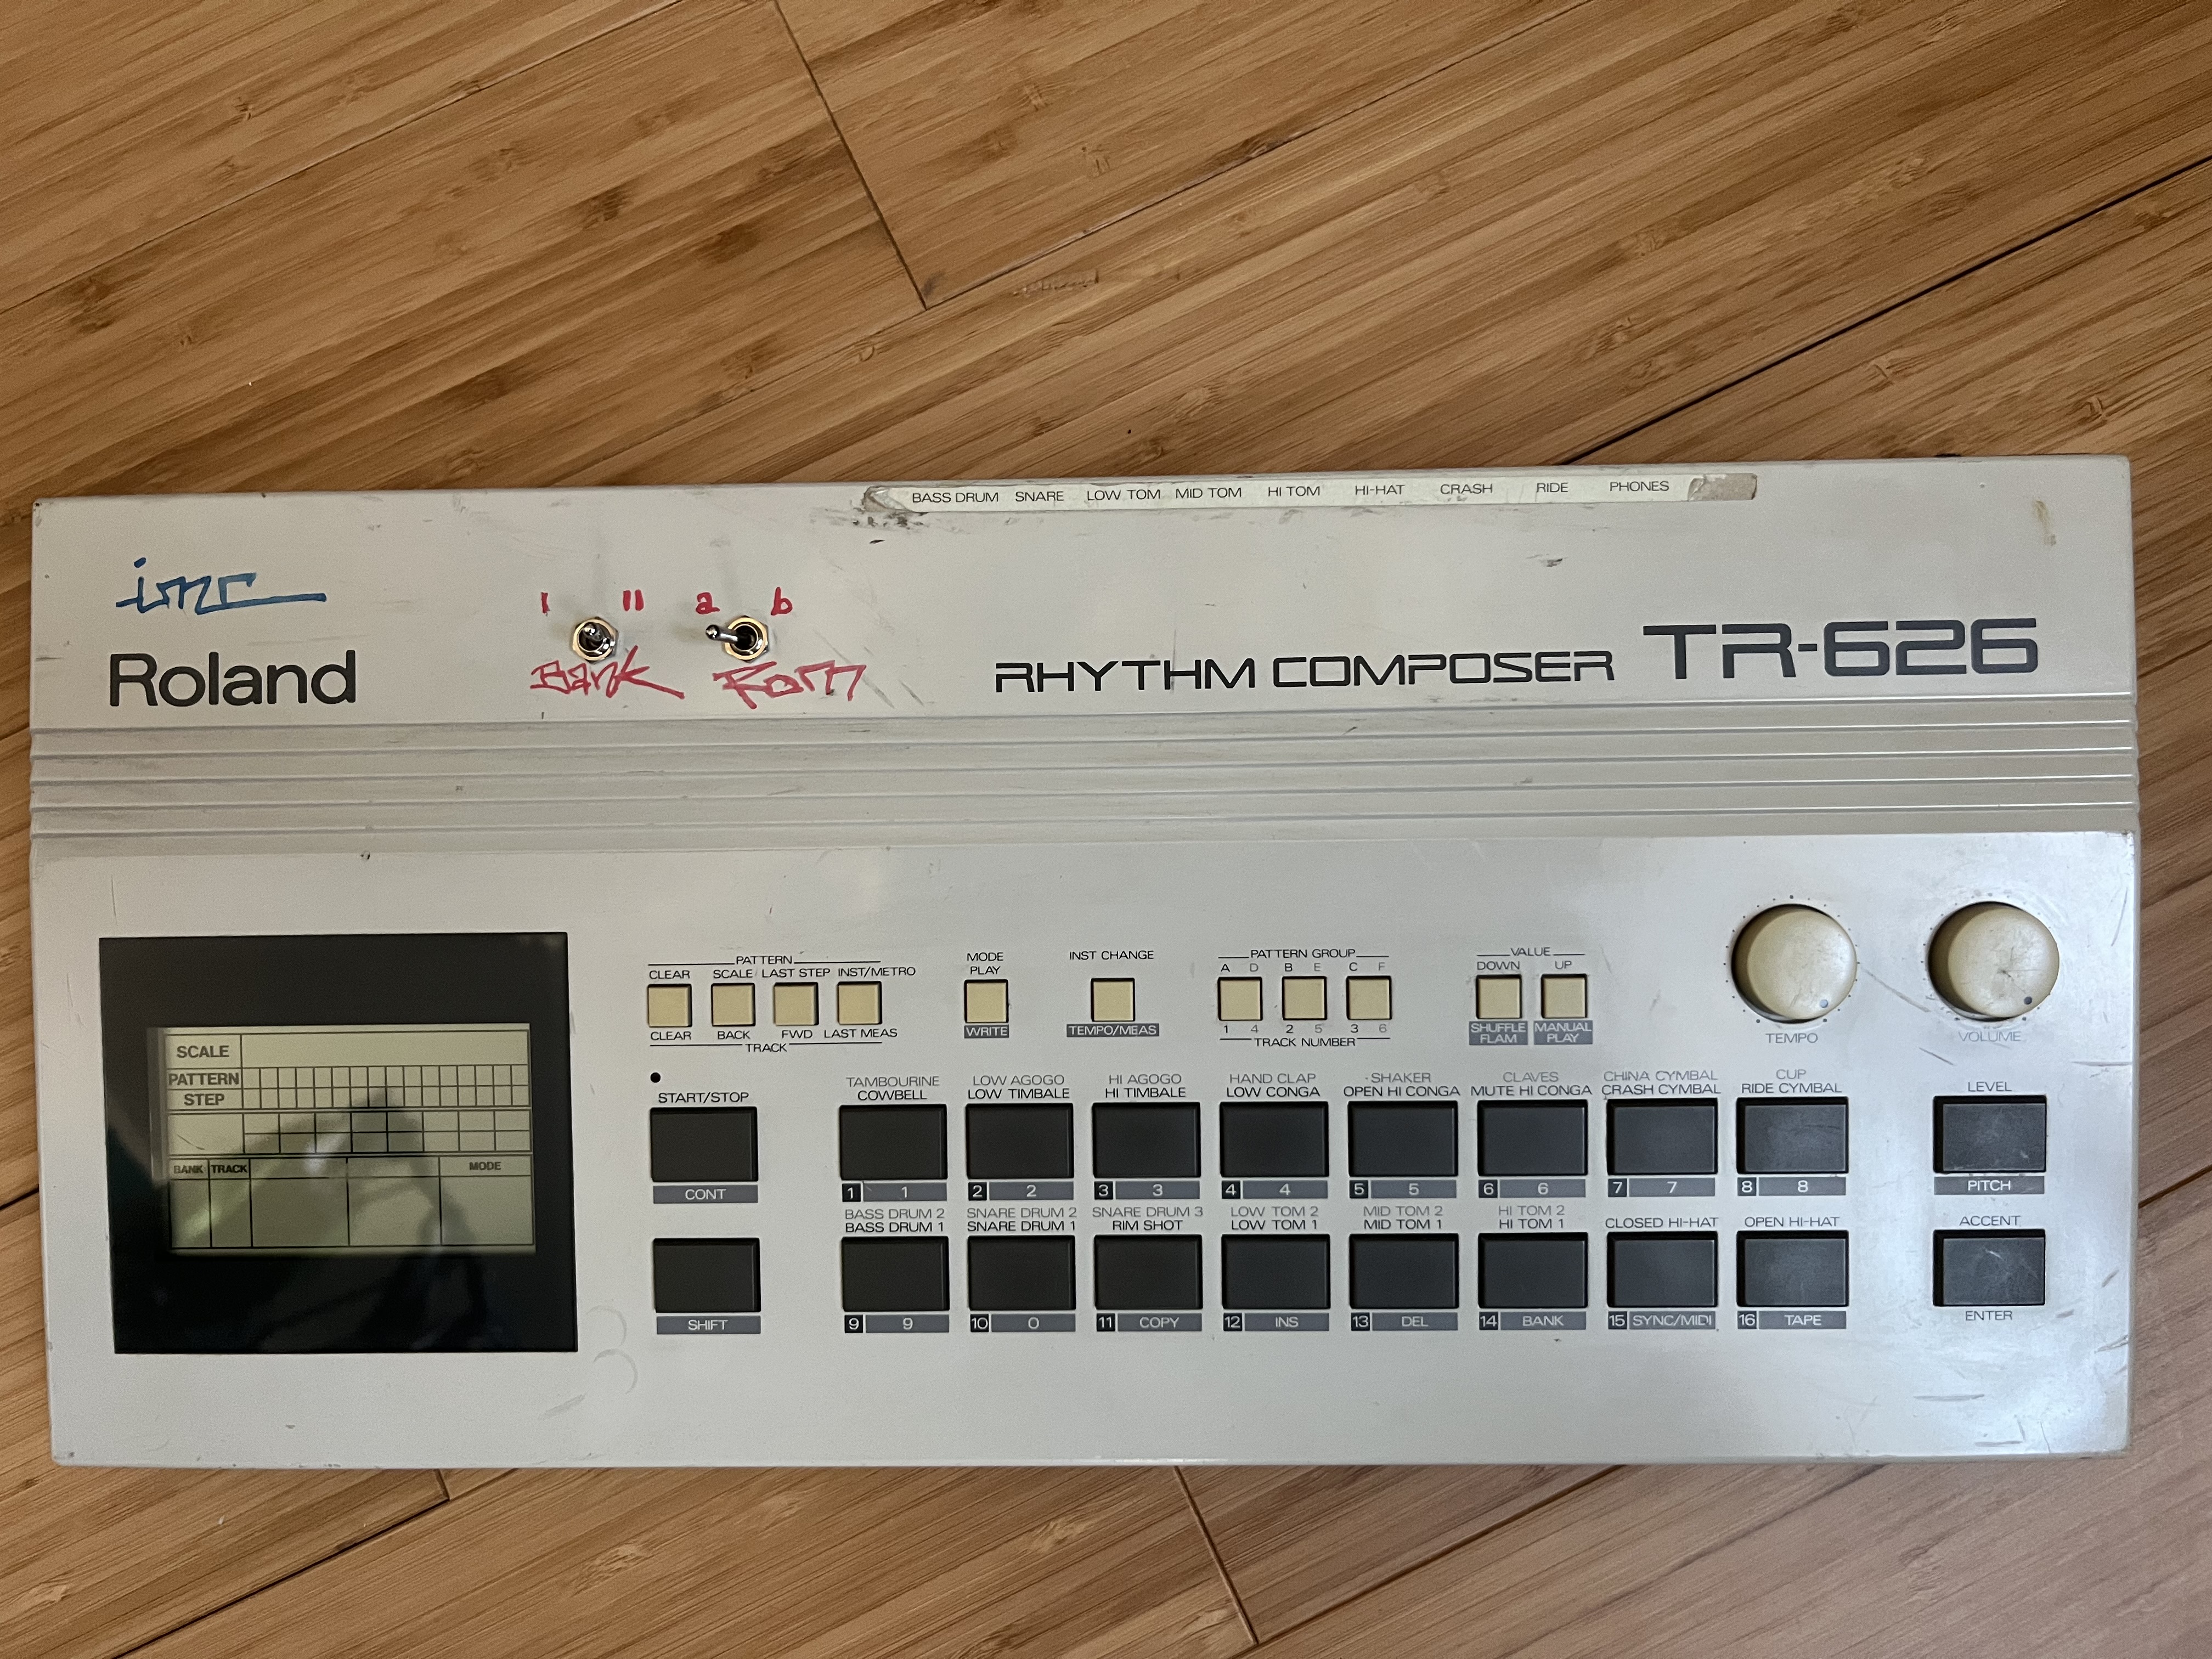 BASS DRUM SNARE LOW TOM MID TOM HI TOM HI-HAT CRASH RIDE PHONES
imr
I II a b
Bank Rom
Roland RHYTHM COMPOSER TR-626
PATTERN
CLEAR SCALE LAST STEP INST/METRO
CLEAR BACK FWD LAST MEAS
TRACK
MODE
PLAY
WRITE
INST CHANGE
TEMPO/MEAS
PATTERN GROUP
A D B E C F
1 4 2 5 3 6
TRACK NUMBER
VALUE
DOWN UP
SHUFFLE FLAM
MANUAL PLAY
TEMPO
VOLUME
SCALE
PATTERN
STEP
BANK TRACK MODE
START/STOP
CONT
SHIFT
TAMBOURINE LOW AGOGO HI AGOGO HAND CLAP SHAKER CLAVES CHINA CYMBAL CUP
COWBELL LOW TIMBALE HI TIMBALE LOW CONGA OPEN HI CONGA MUTE HI CONGA CRASH CYMBAL RIDE CYMBAL
1 1 2 2 3 3 4 4 5 5 6 6 7 7 8 8
BASS DRUM 2 SNARE DRUM 2 SNARE DRUM 3 LOW TOM 2 MID TOM 2 HI TOM 2
BASS DRUM 1 SNARE DRUM 1 RIM SHOT LOW TOM 1 MID TOM 1 HI TOM 1 CLOSED HI-HAT OPEN HI-HAT
9 9 10 0 11 COPY 12 INS 13 DEL 14 BANK 15 SYNC/MIDI 16 TAPE
LEVEL
PITCH
ACCENT
ENTER